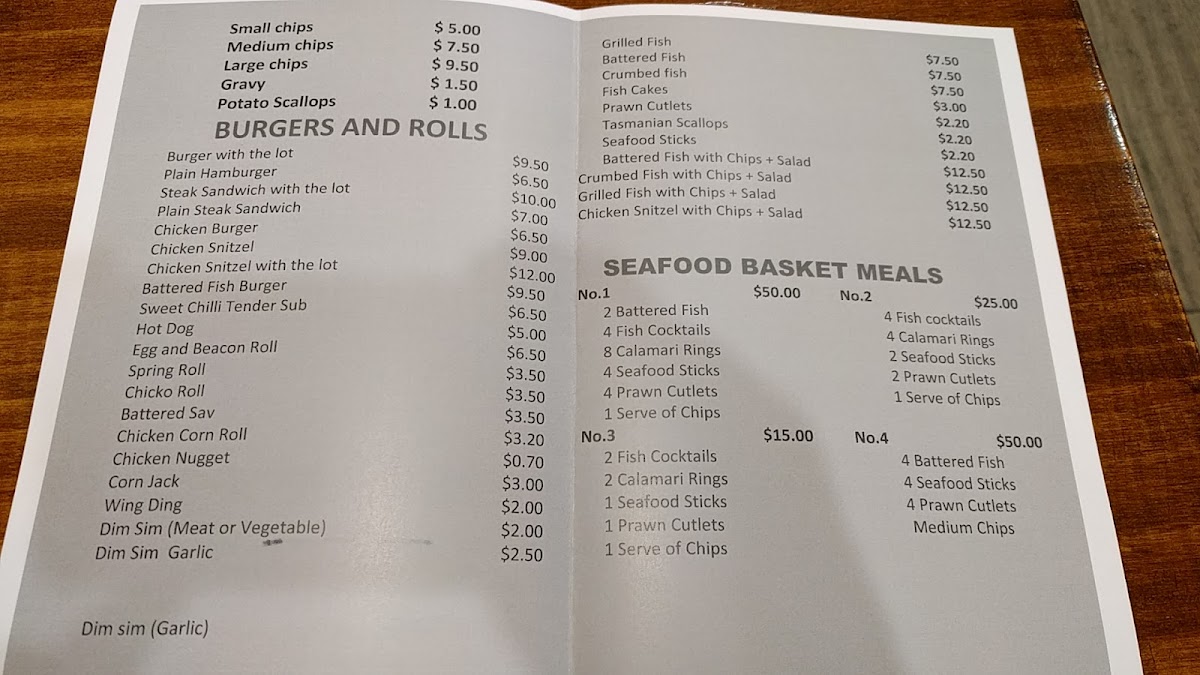 Small chips $ 5.00
Medium chips $ 7.50
Large chips $ 9.50
Gravy $ 1.50
Potato Scallops $ 1.00
BURGERS AND ROLLS
Burger with the lot $9.50
Plain Hamburger $6.50
Steak Sandwich with the lot $10.00
Plain Steak Sandwich $7.00
Chicken Burger $6.50
Chicken Snitzel $9.00
Chicken Snitzel with the lot $12.00
Battered Fish Burger $9.50
Sweet Chilli Tender Sub $6.50
Hot Dog $5.00
Egg and Beacon Roll $6.50
Spring Roll $3.50
Chicko Roll $3.50
Battered Sav $3.50
Chicken Corn Roll $3.20
Chicken Nugget $0.70
Corn Jack $3.00
Wing Ding $2.00
Dim Sim (Meat or Vegetable) $2.00
Dim Sim Garlic $2.50
Dim sim (Garlic)
Grilled Fish $7.50
Battered Fish $7.50
Crumbed fish $7.50
Fish Cakes $3.00
Prawn Cutlets $2.20
Tasmanian Scallops $2.20
Seafood Sticks $2.20
Battered Fish with Chips + Salad $12.50
Crumbed Fish with Chips + Salad $12.50
Grilled Fish with Chips + Salad $12.50
Chicken Snitzel with Chips + Salad $12.50
SEAFOOD BASKET MEALS
No.1 $50.00
2 Battered Fish
4 Fish Cocktails
8 Calamari Rings
4 Seafood Sticks
4 Prawn Cutlets
1 Serve of Chips
No.2 $25.00
4 Fish cocktails
4 Calamari Rings
2 Seafood Sticks
2 Prawn Cutlets
1 Serve of Chips
No.3 $15.00
2 Fish Cocktails
2 Calamari Rings
1 Seafood Sticks
1 Prawn Cutlets
1 Serve of Chips
No.4 $50.00
4 Battered Fish
4 Seafood Sticks
4 Prawn Cutlets
Medium Chips